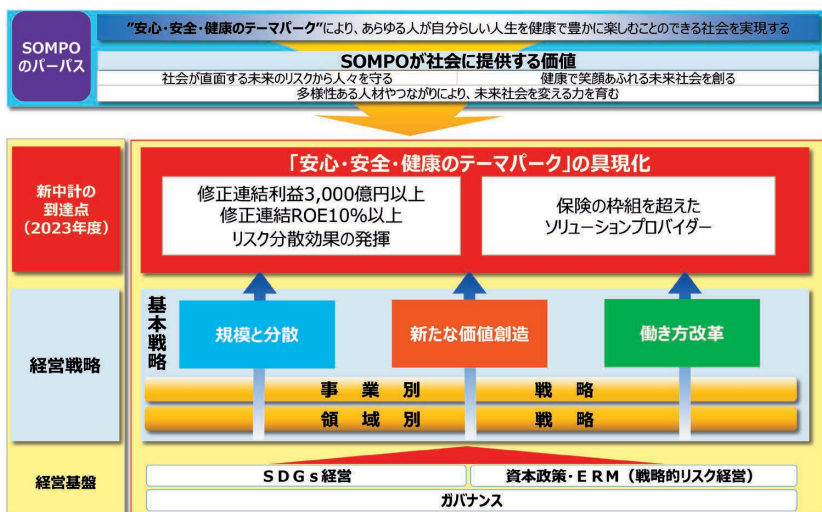 SOMPO
のパーパス
“安心・安全・健康のテーマパーク”により、あらゆる人が自分らしい人生を健康で豊かに楽しむことのできる社会を実現する
SOMPOが社会に提供する価値
社会が直面する未来のリスクから人々を守る
健康で笑顔あふれる未来社会を創る
多様性ある人材やつながりにより、未来社会を変える力を育む
新中計の
到達点
（2023年度）
「安心・安全・健康のテーマパーク」の具現化
修正連結利益3,000億円以上
修正連結ROE10%以上
リスク分散効果の発揮
保険の枠組を超えた
ソリューションプロバイダー
経営戦略
基本戦略
規模と分散
新たな価値創造
働き方改革
事業別戦略
領域別戦略
経営基盤
SDGs経営
資本政策・ERM（戦略的リスク経営）
ガバナンス